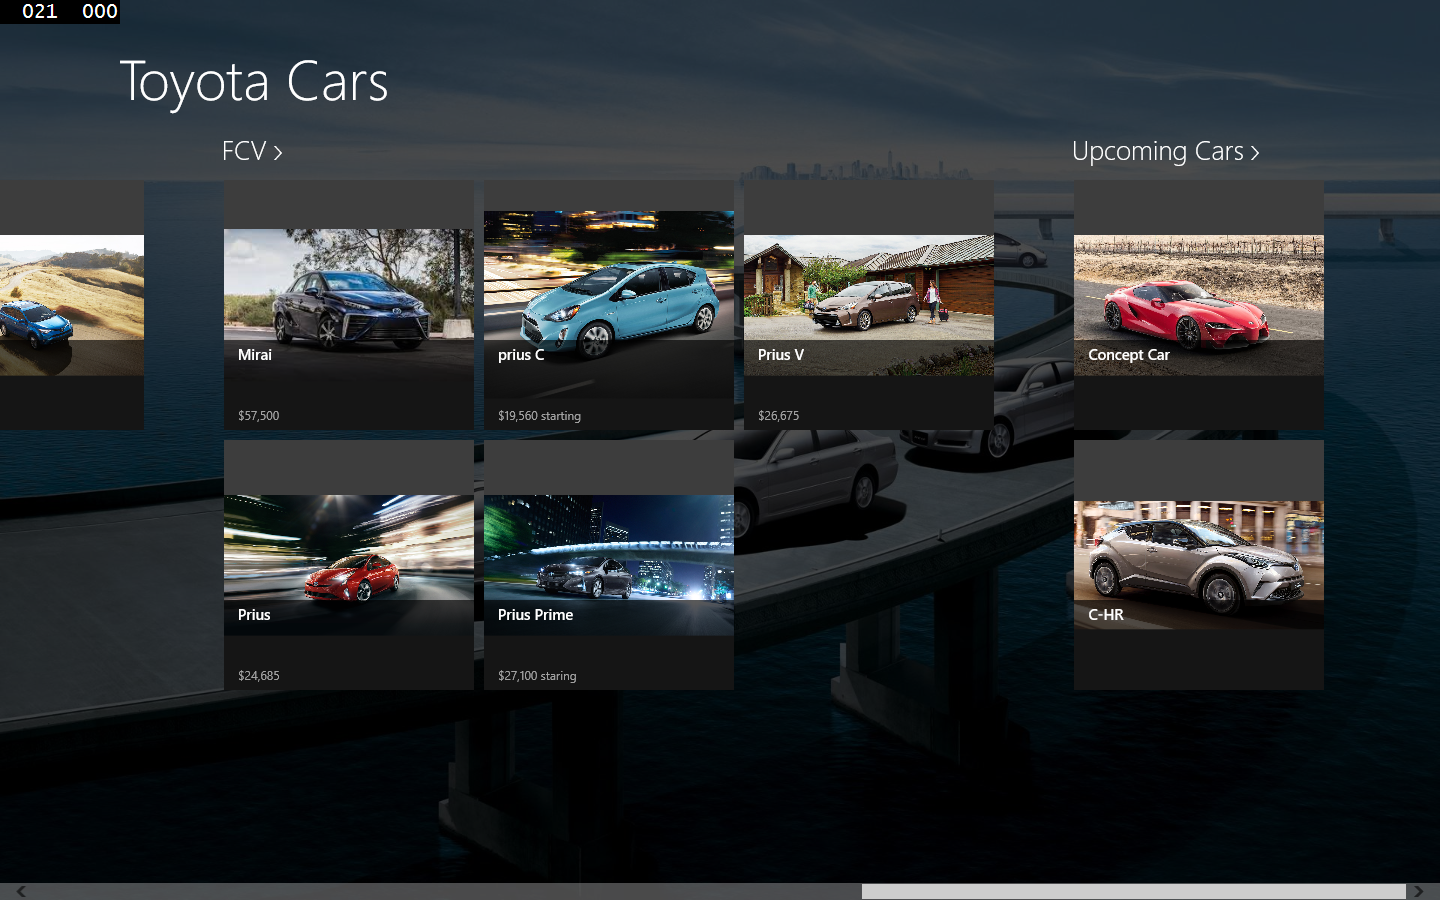 021 000
Toyota Cars
FCV
Upcoming Cars
Mirai
$57,500
prius C
$19,560 starting
Prius V
$26,675
Concept Car
Prius
$24,685
Prius Prime
$27,100 staring
C-HR